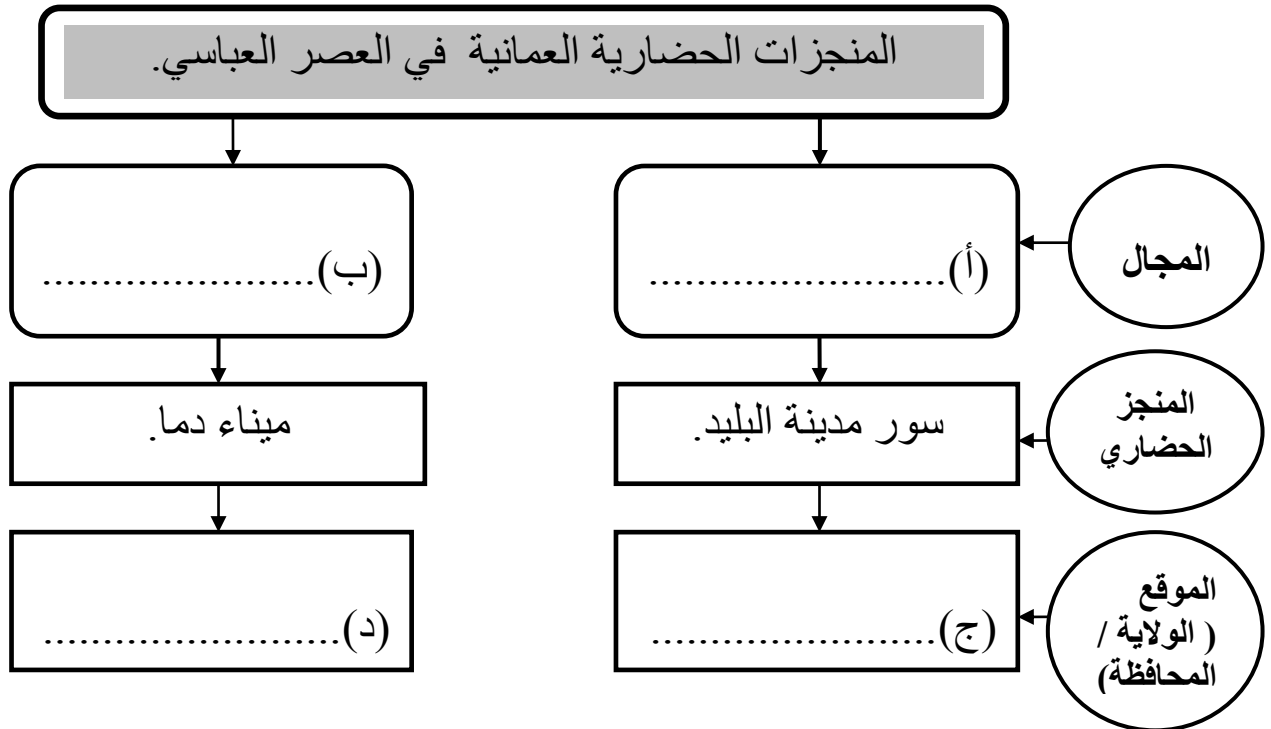 المنجزات الحضارية العمانية في العصر العباسي.
المجال
(أ)........................
(ب).......................
المنجز
الحضاري
سور مدينة البليد.
ميناء دما.
الموقع
( الولاية /
المحافظة)
(ج)........................
(د).........................